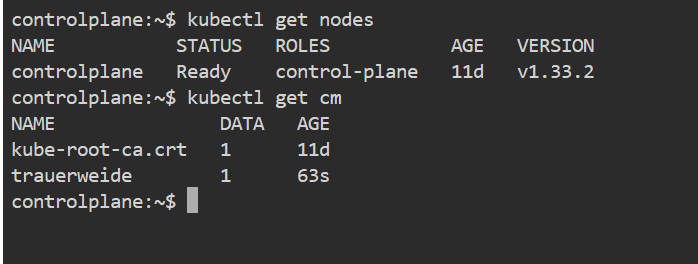 controlplane:~$ kubectl get nodes
NAME STATUS ROLES AGE VERSION
controlplane Ready control-plane 11d v1.33.2
controlplane:~$ kubectl get cm
NAME DATA AGE
kube-root-ca.crt 1 11d
trauerweide 1 63s
controlplane:~$